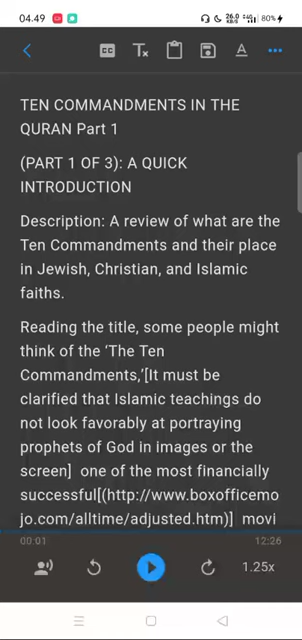 04.49
26.0
KB/S
80%
CC
TEN COMMANDMENTS IN THE
QURAN Part 1
(PART 1 OF 3): A QUICK
INTRODUCTION
Description: A review of what are the
Ten Commandments and their place
in Jewish, Christian, and Islamic
faiths.
Reading the title, some people might
think of the ‘The Ten
Commandments,’[It must be
clarified that Islamic teachings do
not look favorably at portraying
prophets of God in images or the
screen]  one of the most financially
successful[(http://www.boxofficemo
jo.com/alltime/adjusted.htm)]  movi
00:01
12:26
1.25x